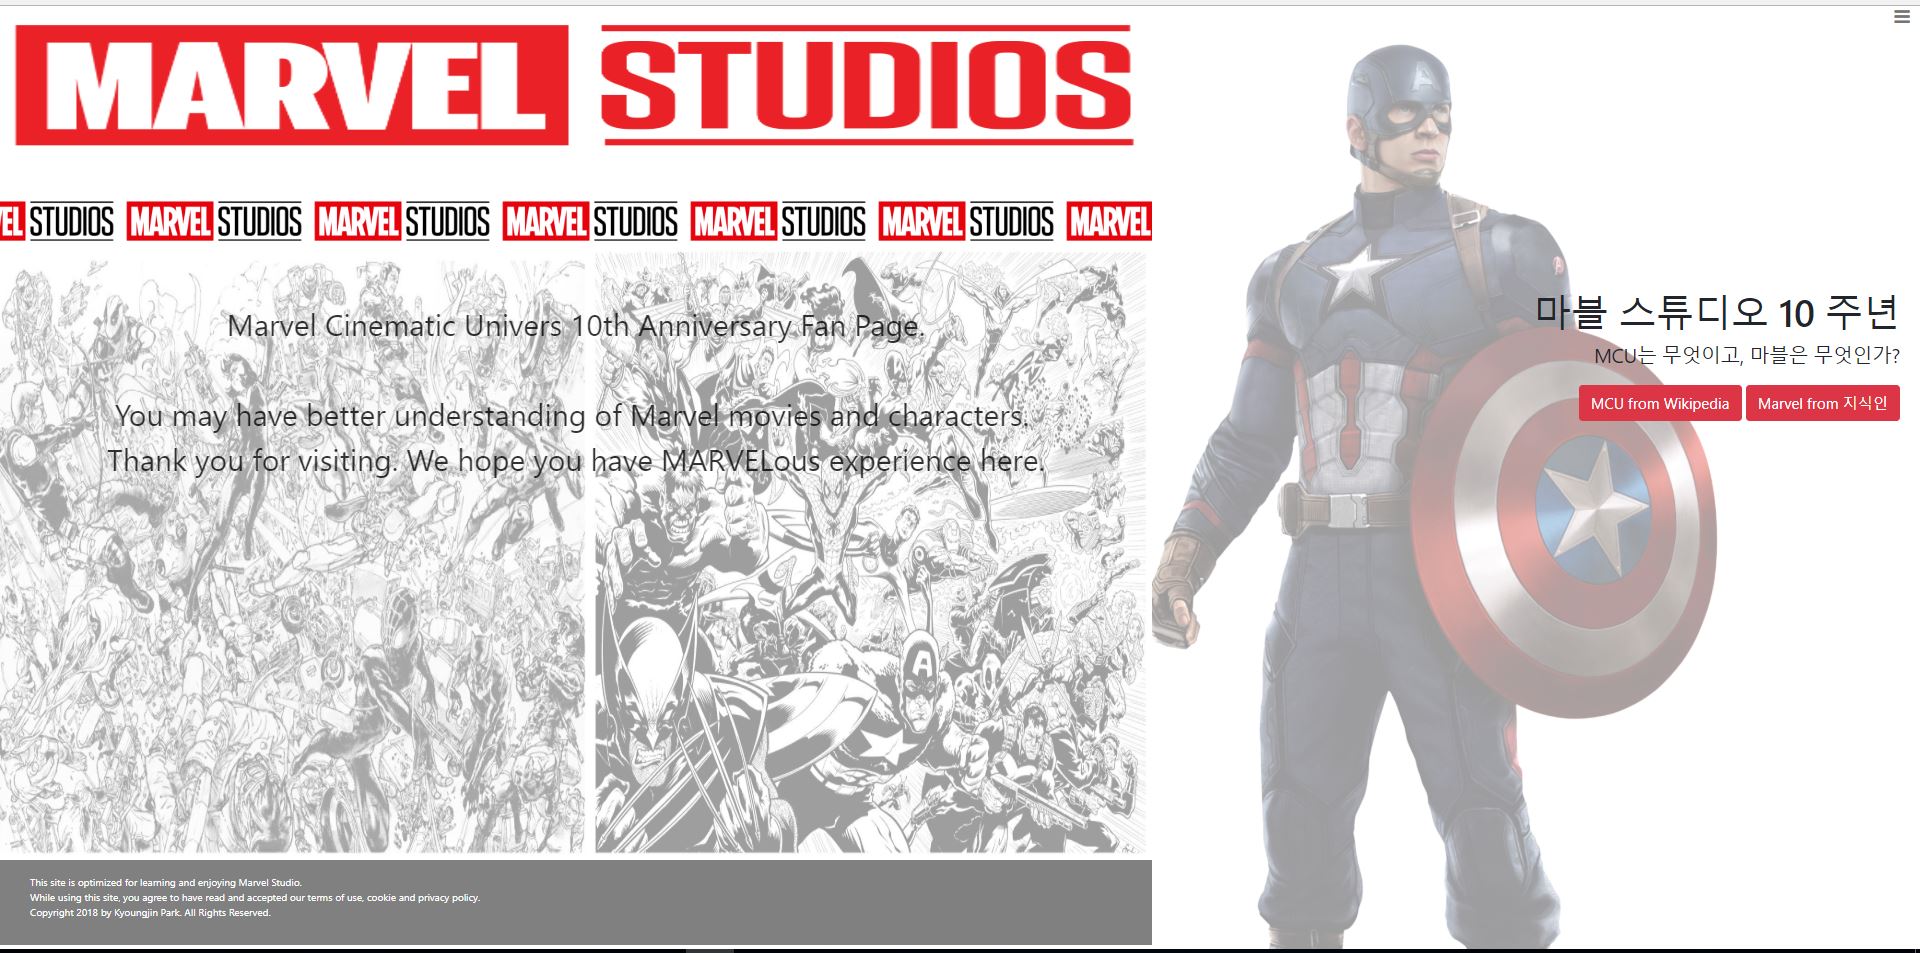 MARVEL STUDIOS
EL STUDIOS MARVEL STUDIOS MARVEL STUDIOS MARVEL STUDIOS MARVEL STUDIOS MARVEL STUDIOS MARVEL
Marvel Cinematic Univers 10th Anniversary Fan Page.
You may have better understanding of Marvel movies and characters.
Thank you for visiting. We hope you have MARVELous experience here.
This site is optimized for learning and enjoying Marvel Studio.
While using this site, you agree to have read and accepted our terms of use, cookie and privacy policy.
Copyright 2018 by Kyoungjin Park. All Rights Reserved.
A
A
마블 스튜디오 10 주년
MCU는 무엇이고, 마블은 무엇인가?
MCU from Wikipedia
Marvel from 지식인